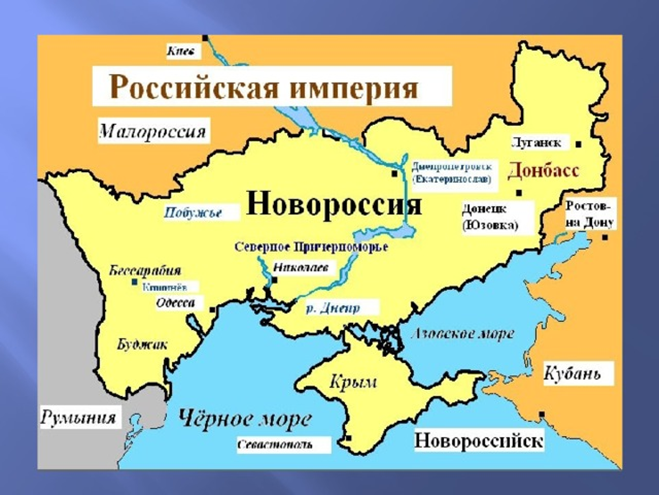 Киев
Российская империя
Малороссия
Луганск
Днепропетровск
(Екатеринослав)
Донбасс
Побужье
Новороссия
Донецк
(Юзовка)
Ростов-
на Дону
Северное Причерноморье
Николаев
Бессарабия
Кишинёв
Одесса
р. Днепр
Буджак
Азовское море
Крым
Кубань
Румыния
Чёрное море
Севастополь
Новороссийск